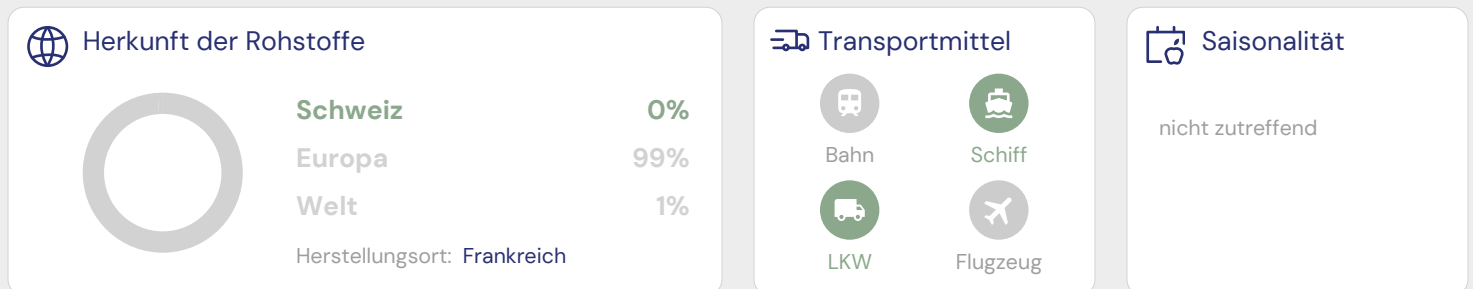 Herkunft der Rohstoffe
Schweiz 0%
Europa 99%
Welt 1%
Herstellungsort: Frankreich
Transportmittel
Bahn Schiff
LKW Flugzeug
Saisonalität
nicht zutreffend